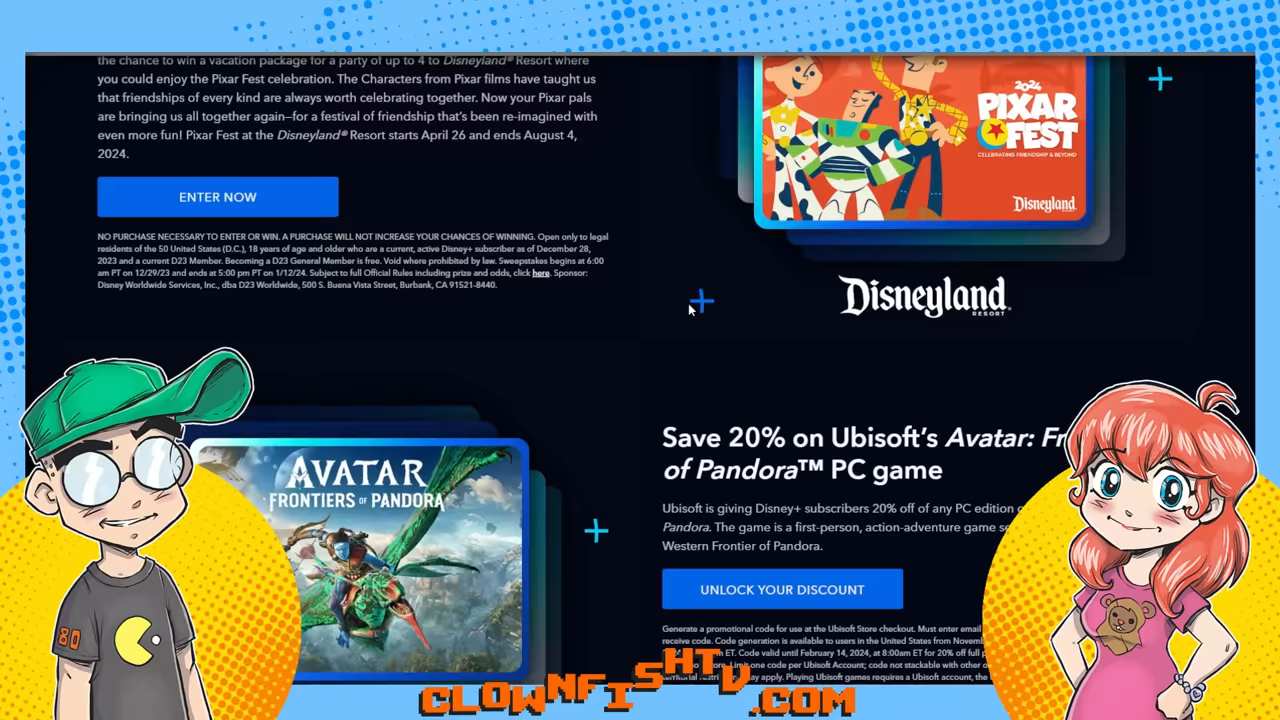 the chance to win a vacation package for a party of up to 4 to Disneyland® Resort where
you could enjoy the Pixar Fest celebration. The Characters from Pixar films have taught us
that friendships of every kind are always worth celebrating together. Now your Pixar pals
are bringing us all together again—for a festival of friendship that's been re-imagined with
even more fun! Pixar Fest at the Disneyland® Resort starts April 26 and ends August 4,
2024.
ENTER NOW
NO PURCHASE NECESSARY TO ENTER OR WIN. A PURCHASE WILL NOT INCREASE YOUR CHANCES OF WINNING. Open only to legal
residents of the 50 United States (D.C.), 18 years of age and older who are a current, active Disney+ subscriber as of December 28,
2023 and a current D23 Member. Becoming a D23 General Member is free. Void where prohibited by law. Sweepstakes begins at 6:00
am PT on 12/29/23 and ends at 5:00 pm PT on 1/12/24. Subject to full Official Rules including prize and odds, click here. Sponsor:
Disney Worldwide Services, Inc., dba D23 Worldwide, 500 S. Buena Vista Street, Burbank, CA 91521-8440.
2024
PIXAR
FEST
CELEBRATING FRIENDSHIP & BEYOND
Disneyland
Disneyland
RESORT
AVATAR
FRONTIERS OF PANDORA
Save 20% on Ubisoft's Avatar: Fr
of Pandora™ PC game
Ubisoft is giving Disney+ subscribers 20% off of any PC edition
Pandora. The game is a first-person, action-adventure game
Western Frontier of Pandora.
UNLOCK YOUR DISCOUNT
Generate a promotional code for use at the Ubisoft Store checkout. Must enter email
receive code. Code generation is available to users in the United States from
ET. Code valid until February 14, 2024, at 8:00am ET for 20% off full
Limit one code per Ubisoft Account; code not stackable with other
may apply. Playing Ubisoft games requires a Ubisoft account, the
80
CLOWNFISHTV.COM